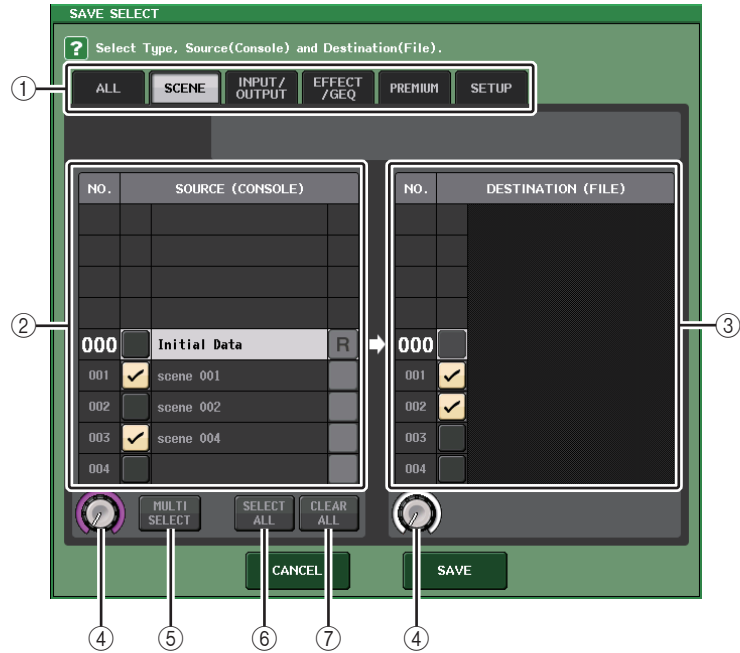 SAVE SELECT
? Select Type, Source(Console) and Destination(File).
① ALL SCENE INPUT/OUTPUT EFFECT/GEQ PREMIUM SETUP
NO. SOURCE (CONSOLE) NO. DESTINATION (FILE)
② ③
000 Initial Data R 000
001 scene 001 001
002 scene 002 002
003 scene 004 003
004 004
MULTI SELECT SELECT ALL CLEAR ALL
CANCEL SAVE
④ ⑤ ⑥ ⑦ ④